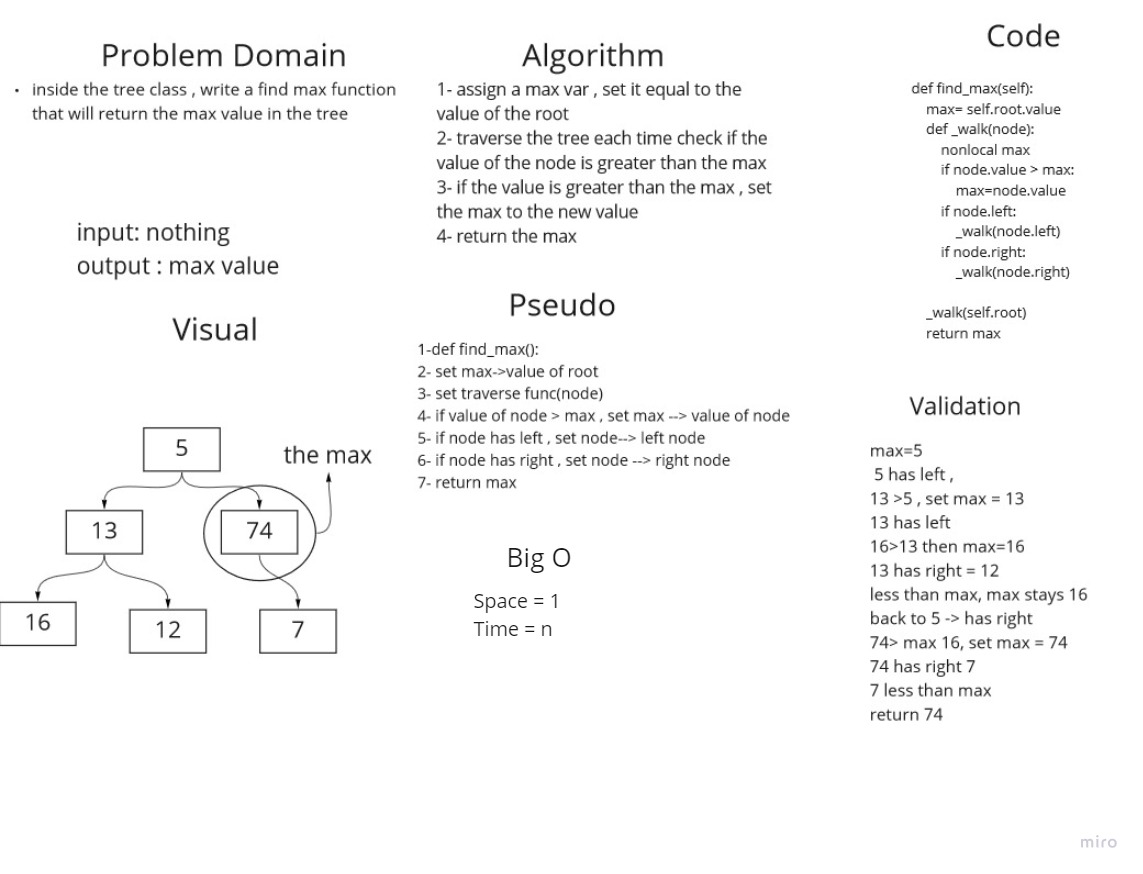 Problem Domain
• inside the tree class , write a find max function
that will return the max value in the tree
input: nothing
output : max value
Visual
5
the max
13
74
16
12
7
Algorithm
1- assign a max var , set it equal to the
value of the root
2- traverse the tree each time check if the
value of the node is greater than the max
3- if the value is greater than the max , set
the max to the new value
4- return the max
Pseudo
1-def find_max():
2- set max->value of root
3- set traverse func(node)
4- if value of node > max , set max --> value of node
5- if node has left , set node--> left node
6- if node has right , set node --> right node
7- return max
Big O
Space = 1
Time = n
Code
def find_max(self):
max= self.root.value
def _walk(node):
nonlocal max
if node.value > max:
max=node.value
if node.left:
_walk(node.left)
if node.right:
_walk(node.right)
_walk(self.root)
return max
Validation
max=5
5 has left ,
13 >5 , set max = 13
13 has left
16>13 then max=16
13 has right = 12
less than max, max stays 16
back to 5 -> has right
74> max 16, set max = 74
74 has right 7
7 less than max
return 74
miro